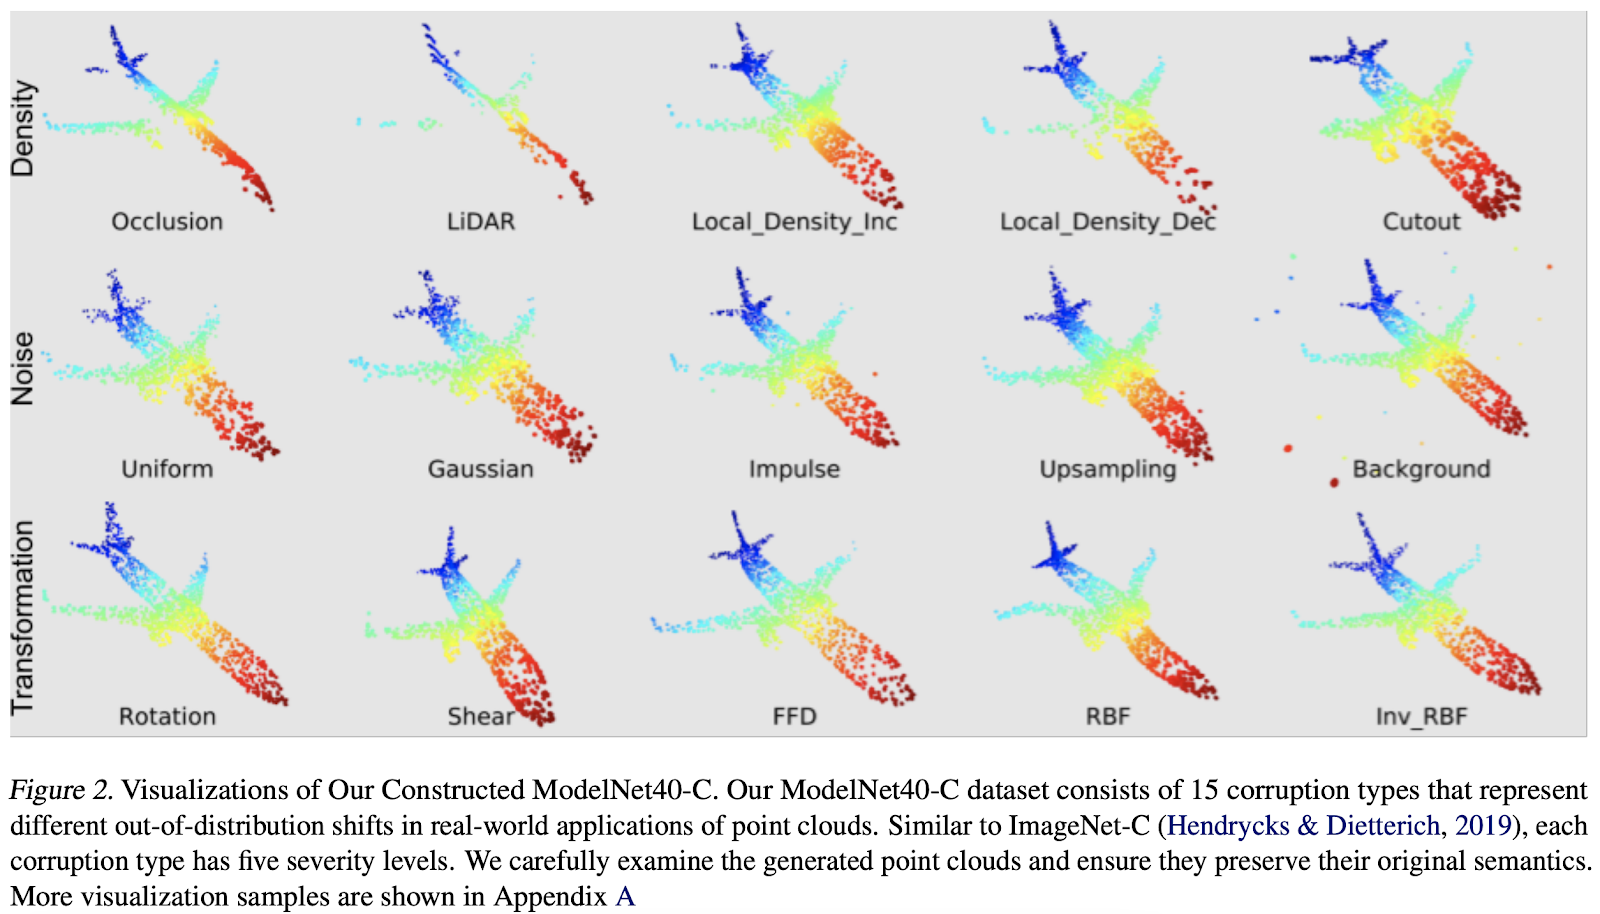 Density
Occlusion
LiDAR
Local_Density_Inc
Local_Density_Dec
Cutout
Noise
Uniform
Gaussian
Impulse
Upsampling
Background
Transformation
Rotation
Shear
FFD
RBF
Inv_RBF
Figure 2. Visualizations of Our Constructed ModelNet40-C. Our ModelNet40-C dataset consists of 15 corruption types that represent
different out-of-distribution shifts in real-world applications of point clouds. Similar to ImageNet-C (Hendrycks & Dietterich, 2019), each
corruption type has five severity levels. We carefully examine the generated point clouds and ensure they preserve their original semantics.
More visualization samples are shown in Appendix A